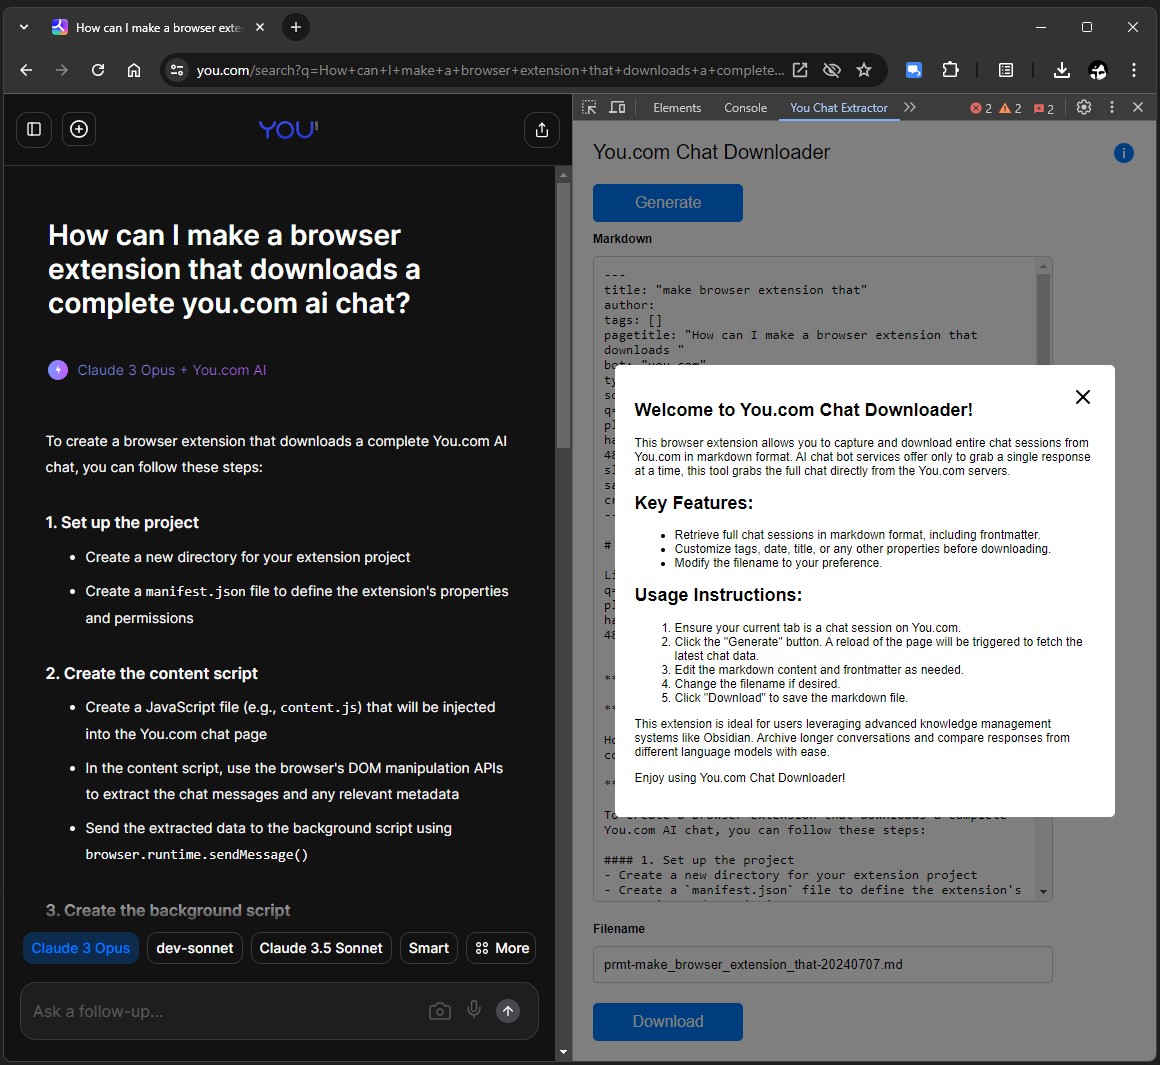 How can I make a browser exte
you.com/search?q=How+can+I+make+a+browser+extension+that+downloads+a+complete...
YOU
Elements
Console
You Chat Extractor
2
2
2
How can I make a browser
extension that downloads a
complete you.com ai chat?
Claude 3 Opus + You.com AI
To create a browser extension that downloads a complete You.com AI
chat, you can follow these steps:
1. Set up the project
• Create a new directory for your extension project
• Create a manifest.json file to define the extension's properties
and permissions
2. Create the content script
• Create a JavaScript file (e.g., content.js) that will be injected
into the You.com chat page
• In the content script, use the browser's DOM manipulation APIs
to extract the chat messages and any relevant metadata
• Send the extracted data to the background script using
browser.runtime.sendMessage()
3. Create the background script
Claude 3 Opus
dev-sonnet
Claude 3.5 Sonnet
Smart
More
Ask a follow-up...
You.com Chat Downloader
i
Generate
Markdown
---
title: "make browser extension that"
author:
tags: []
pagetitle: "How can I make a browser extension that
downloads "
bot: "you.com"
ty
so
q=
pl
ha
48
sl
sa
cr
--
#
Li
q=
pl
ha
48
**
**
Ho
co
**
Welcome to You.com Chat Downloader!
This browser extension allows you to capture and download entire chat sessions from
You.com in markdown format. AI chat bot services offer only to grab a single response
at a time, this tool grabs the full chat directly from the You.com servers.
Key Features:
• Retrieve full chat sessions in markdown format, including frontmatter.
• Customize tags, date, title, or any other properties before downloading.
• Modify the filename to your preference.
Usage Instructions:
1. Ensure your current tab is a chat session on You.com.
2. Click the "Generate" button. A reload of the page will be triggered to fetch the
latest chat data.
3. Edit the markdown content and frontmatter as needed.
4. Change the filename if desired.
5. Click "Download" to save the markdown file.
This extension is ideal for users leveraging advanced knowledge management
systems like Obsidian. Archive longer conversations and compare responses from
different language models with ease.
Enjoy using You.com Chat Downloader!
To create a browser extension that downloads a complete
You.com AI chat, you can follow these steps:
#### 1. Set up the project
- Create a new directory for your extension project
- Create a `manifest.json` file to define the extension's
Filename
prmt-make_browser_extension_that-20240707.md
Download